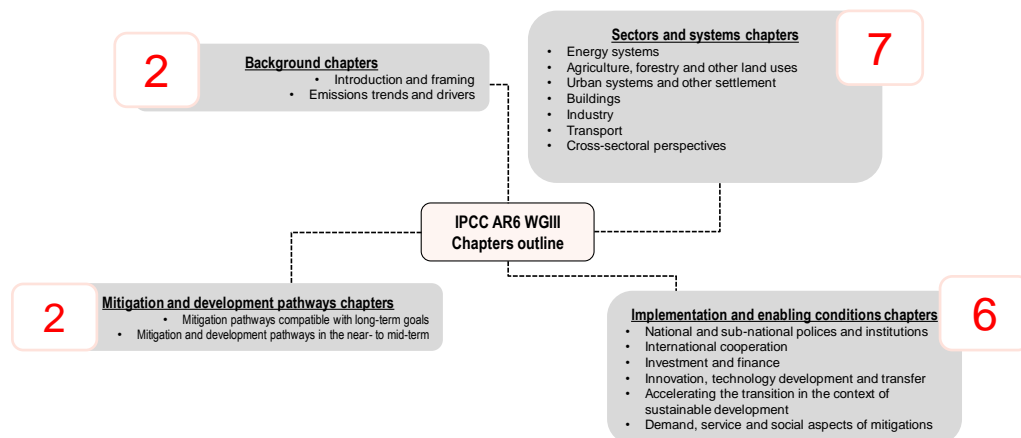 2
Background chapters
• Introduction and framing
• Emissions trends and drivers
7
Sectors and systems chapters
• Energy systems
• Agriculture, forestry and other land uses
• Urban systems and other settlement
• Buildings
• Industry
• Transport
• Cross-sectoral perspectives
IPCC AR6 WGIII
Chapters outline
2
Mitigation and development pathways chapters
• Mitigation pathways compatible with long-term goals
• Mitigation and development pathways in the near- to mid-term
6
Implementation and enabling conditions chapters
• National and sub-national polices and institutions
• International cooperation
• Investment and finance
• Innovation, technology development and transfer
• Accelerating the transition in the context of
sustainable development
• Demand, service and social aspects of mitigations